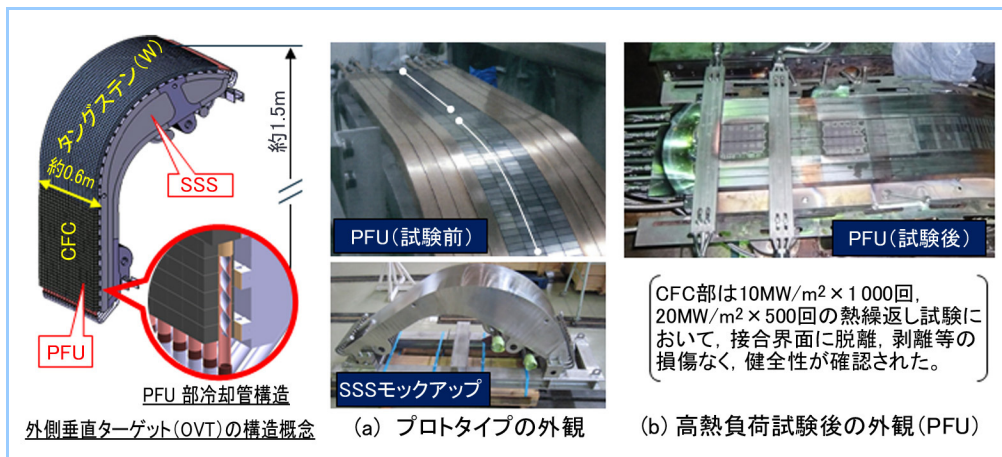 タングステン(W)
約1.5m
約0.6m
SSS
CFC
PFU
PFU 部冷却管構造
外側垂直ターゲット(OVT)の構造概念
PFU(試験前)
SSSモックアップ
(a) プロトタイプの外観
PFU(試験後)
CFC部は10MW/m²×1000回,
20MW/m²×500回の熱繰返し試験に
おいて, 接合界面に脱離, 剥離等の
損傷なく, 健全性が確認された。
(b) 高熱負荷試験後の外観(PFU)